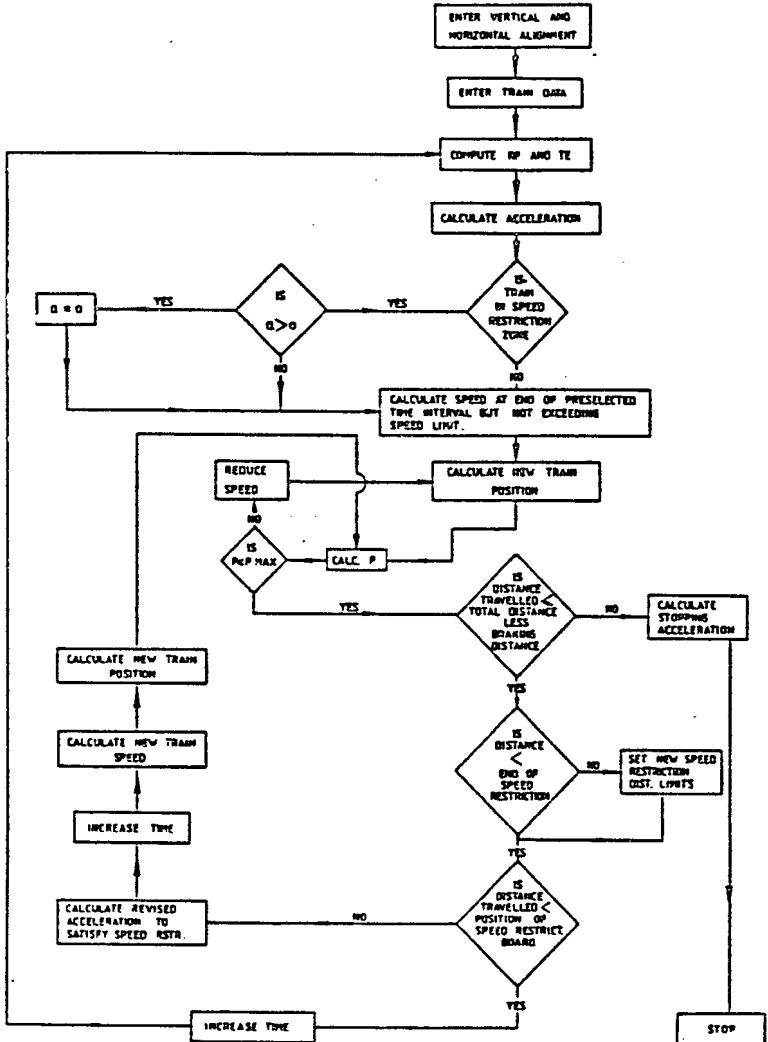 ENTER VERTICAL AND
HORIZONTAL ALIGNMENT
ENTER TRAIN DATA
COMPUTE RP AND TE
CALCULATE ACCELERATION
IS
TRAIN
IN SPEED
RESTRICTION
ZONE
YES
IS
a>0
YES
a = 0
NO
NO
CALCULATE SPEED AT END OF PRESELECTED
TIME INTERVAL BUT NOT EXCEEDING
SPEED LIMIT.
REDUCE
SPEED
CALCULATE NEW TRAIN
POSITION
NO
IS
P<P MAX
CALC. P
YES
IS
DISTANCE
TRAVELLED <
TOTAL DISTANCE
LESS
BRAKING
DISTANCE
NO
CALCULATE
STOPPING
ACCELERATION
CALCULATE NEW TRAIN
POSITION
YES
CALCULATE NEW TRAIN
SPEED
IS
DISTANCE
<
END OF
SPEED
RESTRICTION
NO
SET NEW SPEED
RESTRICTION
DIST. LIMITS
INCREASE TIME
YES
CALCULATE REVISED
ACCELERATION TO
SATISFY SPEED RSTR.
NO
IS
DISTANCE
TRAVELLED <
POSITION OF
SPEED RESTRICT
BOARD
YES
INCREASE TIME
STOP